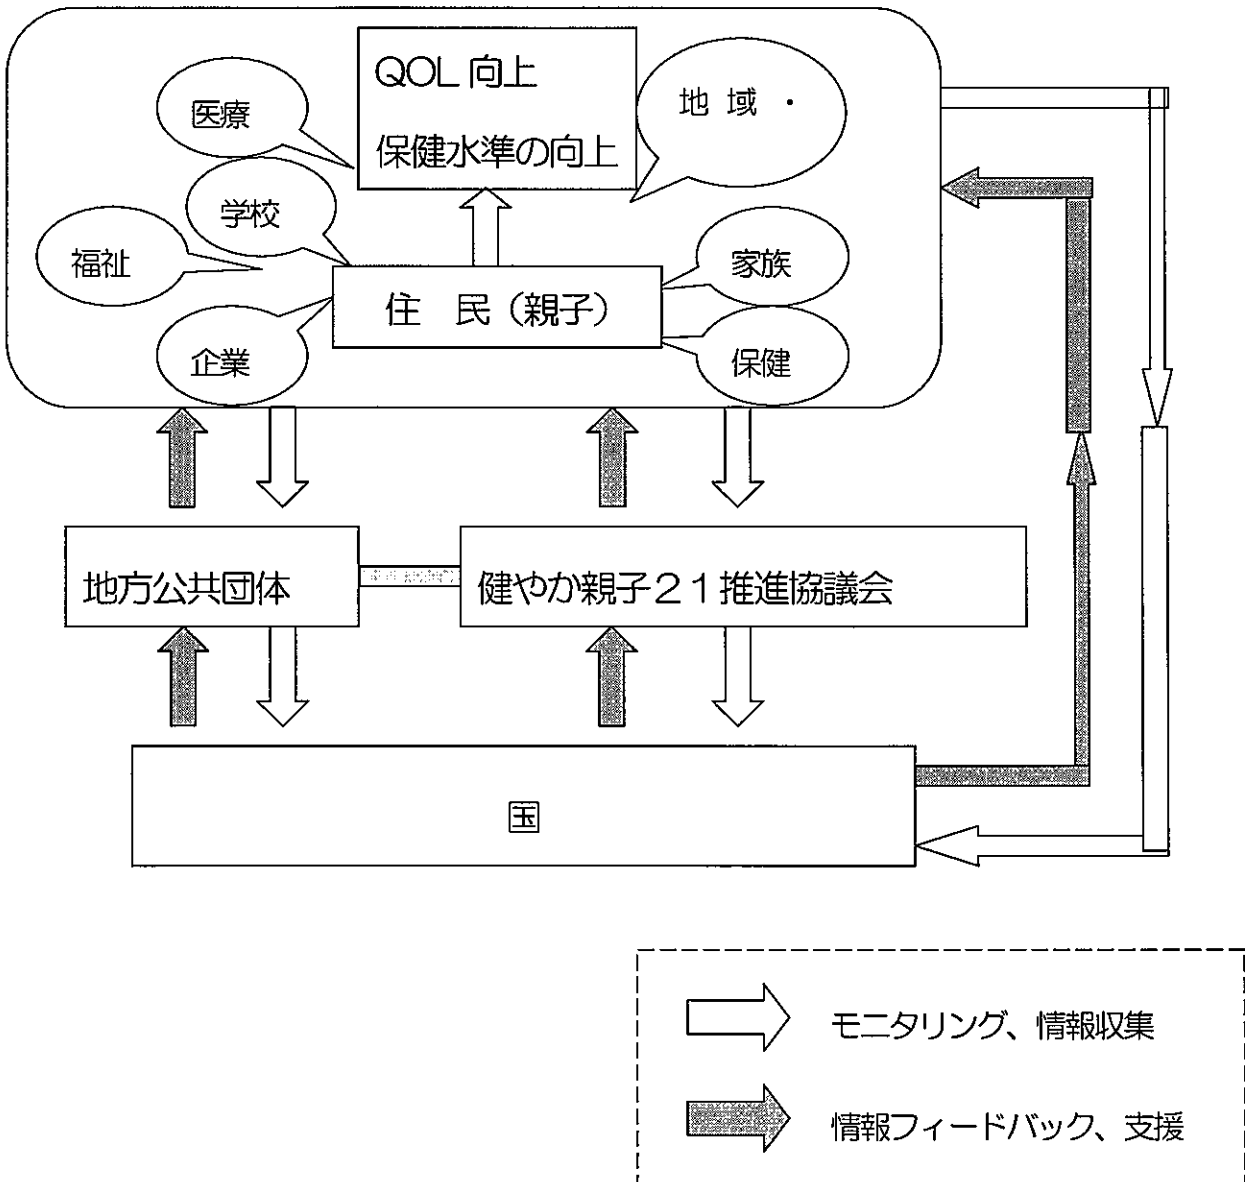 QOL 向上
保健水準の向上
医療
地 域 ・
学校
福祉
家族
住 民（親子）
企業
保健
地方公共団体
健やか親子２１推進協議会
国
モニタリング、情報収集
情報フィードバック、支援